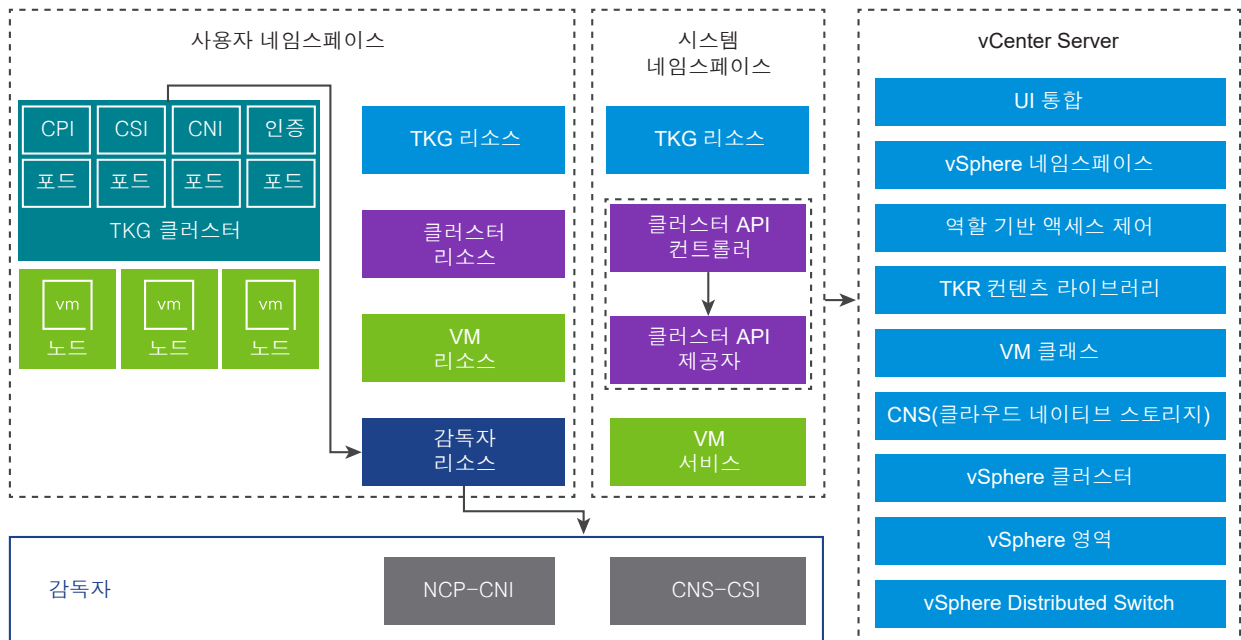 사용자 네임스페이스
CPI
CSI
CNI
인증
포드
포드
포드
포드
TKG 클러스터
vm
vm
vm
노드
노드
노드
TKG 리소스
클러스터
리소스
VM
리소스
감독자
리소스
시스템
네임스페이스
TKG 리소스
클러스터 API
컨트롤러
클러스터 API
제공자
VM
서비스
vCenter Server
UI 통합
vSphere 네임스페이스
역할 기반 액세스 제어
TKR 컨텐츠 라이브러리
VM 클래스
CNS(클라우드 네이티브 스토리지)
vSphere 클러스터
vSphere 영역
vSphere Distributed Switch
감독자
NCP-CNI
CNS-CSI